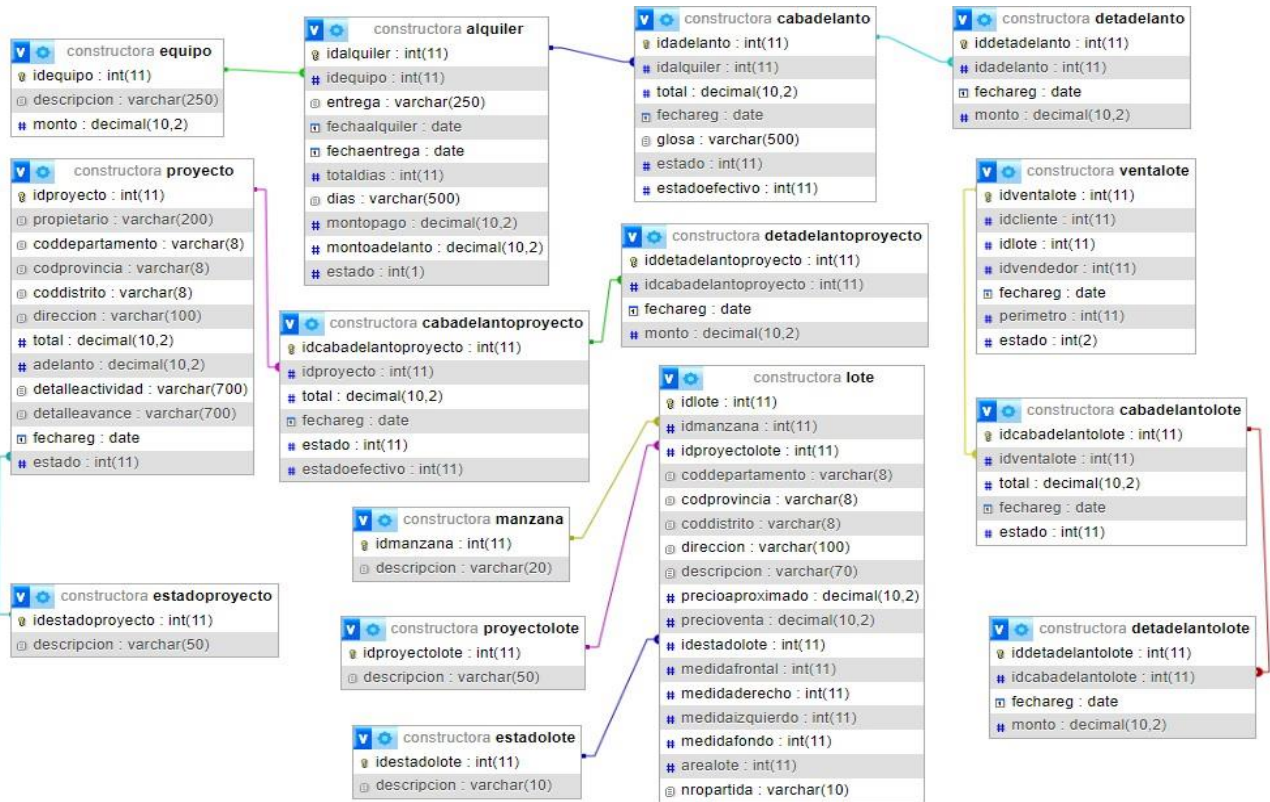 constructora equipo
idequipo : int(11)
descripcion : varchar(250)
monto : decimal(10,2)
constructora alquiler
idalquiler : int(11)
idequipo : int(11)
entrega : varchar(250)
fechaalquiler : date
fechaentrega : date
totaldias : int(11)
dias : varchar(500)
montopago : decimal(10,2)
montoadelanto : decimal(10,2)
estado : int(1)
constructora cabadelanto
idadelanto : int(11)
idalquiler : int(11)
total : decimal(10,2)
fechareg : date
glosa : varchar(500)
estado : int(11)
estadoefectivo : int(11)
constructora detadelanto
iddetadelanto : int(11)
idadelanto : int(11)
fechareg : date
monto : decimal(10,2)
constructora proyecto
idproyecto : int(11)
propietario : varchar(200)
coddepartamento : varchar(8)
codprovincia : varchar(8)
coddistrito : varchar(8)
direccion : varchar(100)
total : decimal(10,2)
adelanto : decimal(10,2)
detalleactividad : varchar(700)
detalleavance : varchar(700)
fechareg : date
estado : int(11)
constructora ventalote
idventalote : int(11)
idcliente : int(11)
idlote : int(11)
idvendedor : int(11)
fechareg : date
perimetro : int(11)
estado : int(2)
constructora detadelantoproyecto
iddetadelantoproyecto : int(11)
idcabadelantoproyecto : int(11)
fechareg : date
monto : decimal(10,2)
constructora cabadelantoproyecto
idcabadelantoproyecto : int(11)
idproyecto : int(11)
total : decimal(10,2)
fechareg : date
estado : int(11)
estadoefectivo : int(11)
constructora lote
idlote : int(11)
idmanzana : int(11)
idproyectolote : int(11)
coddepartamento : varchar(8)
codprovincia : varchar(8)
coddistrito : varchar(8)
direccion : varchar(100)
descripcion : varchar(70)
precioaproximado : decimal(10,2)
precioventa : decimal(10,2)
idestadolote : int(11)
medidafrontal : int(11)
medidaderecho : int(11)
medidaizquierdo : int(11)
medidafondo : int(11)
arealote : int(11)
nropartida : varchar(10)
constructora cabadelantolote
idcabadelantolote : int(11)
idventalote : int(11)
total : decimal(10,2)
fechareg : date
estado : int(11)
constructora manzana
idmanzana : int(11)
descripcion : varchar(20)
constructora estadoproyecto
idestadoproyecto : int(11)
descripcion : varchar(50)
constructora proyectolote
idproyectolote : int(11)
descripcion : varchar(50)
constructora detadelantolote
iddetadelantolote : int(11)
idcabadelantolote : int(11)
fechareg : date
monto : decimal(10,2)
constructora estadolote
idestadolote : int(11)
descripcion : varchar(10)